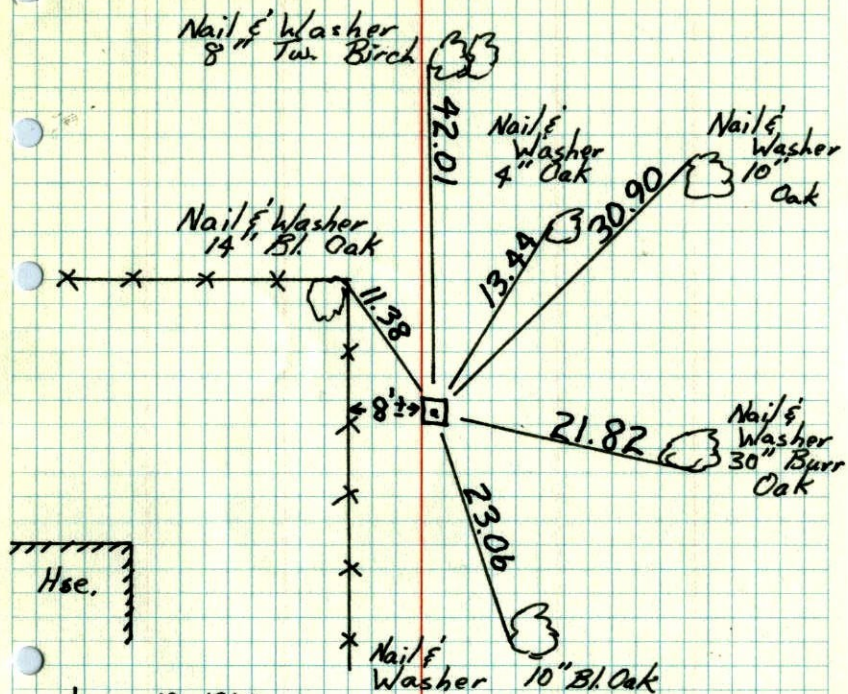 Nail & Washer
8" Tw. Birch
42.01
Nail &
Washer
4" Oak
Nail &
Washer
10"
Oak
30.90
13.44
Nail & Washer
14" Bl. Oak
11.38
8'±
21.82
Nail &
Washer
30" Burr
Oak
23.06
Hse.
Nail &
Washer 10" Bl. Oak